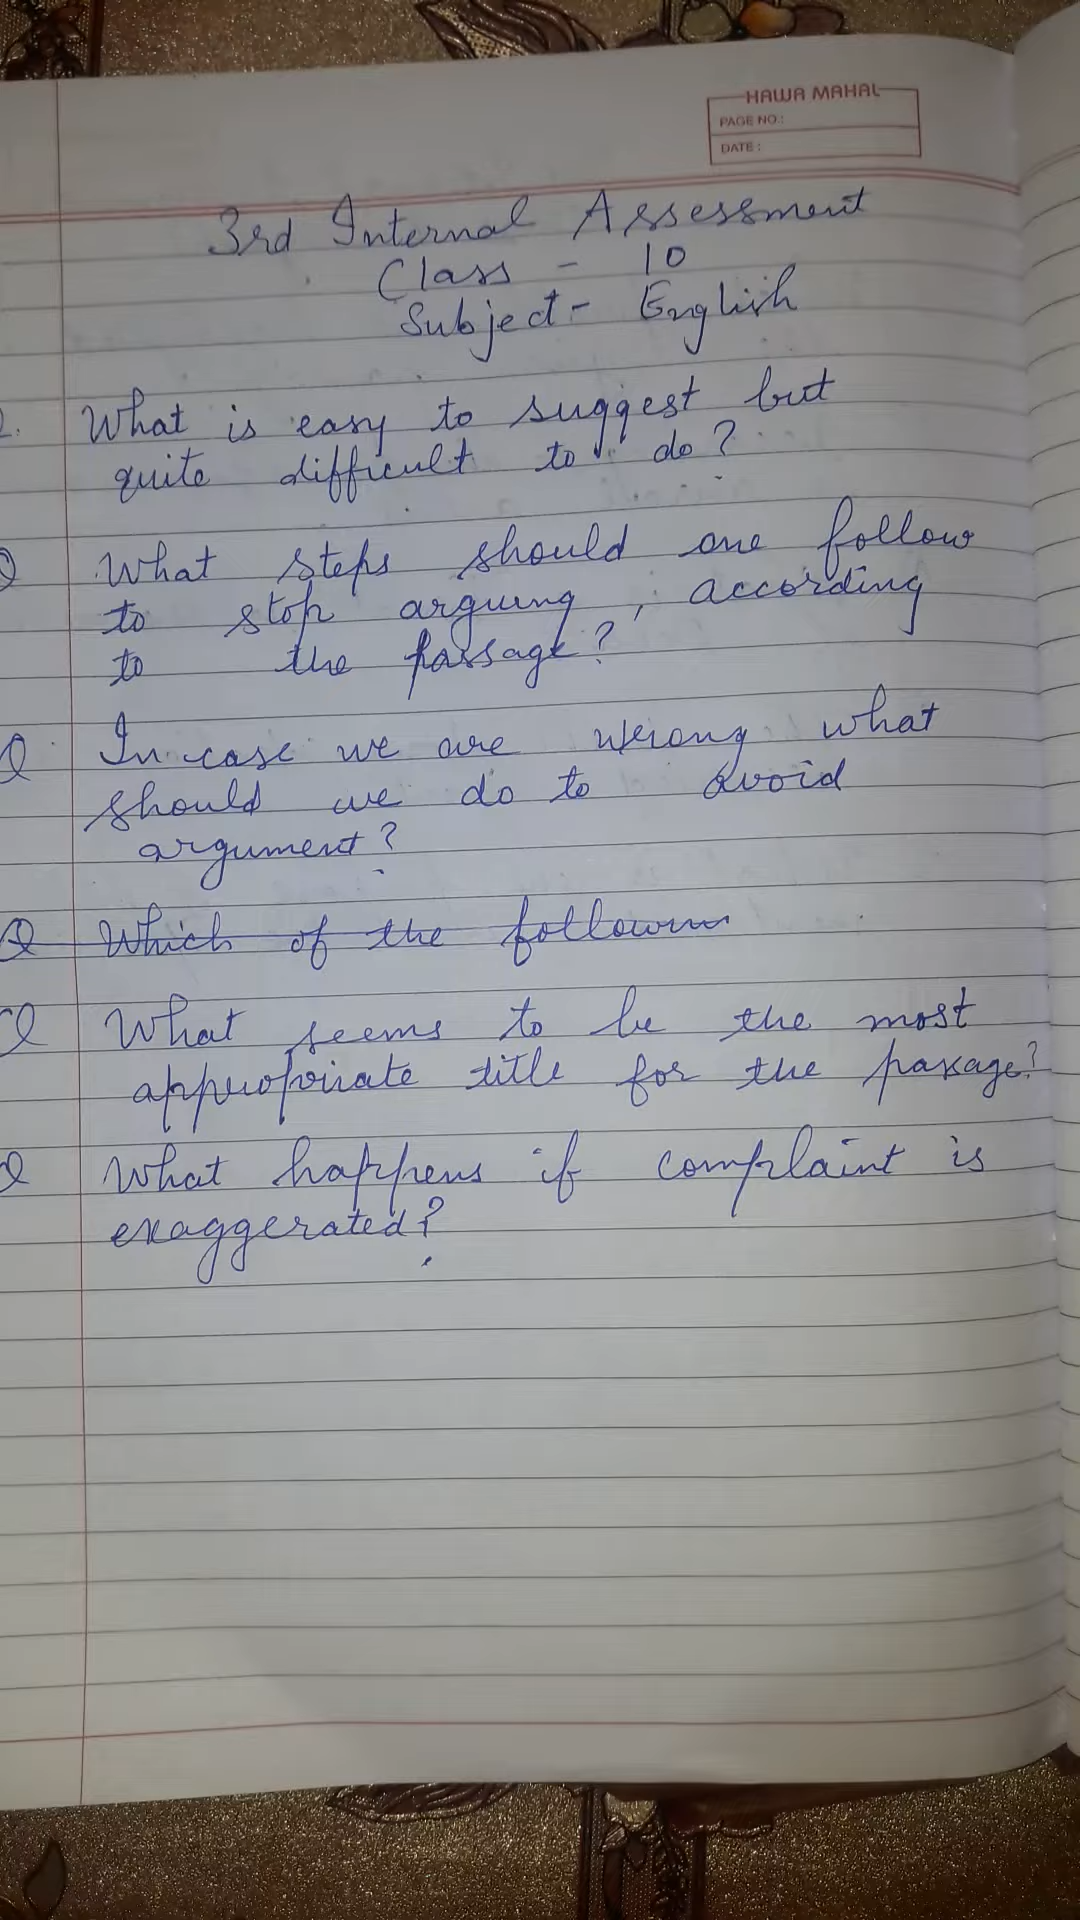 HAWA MAHAL
PAGE NO.:
DATE :
3rd Internal Assessment
Class - 10
Subject - English
What is easy to suggest but
quite difficult to do?
Q What steps should one follow
to stop arguing, according
to the passage?
Q In case we are wrong what
should we do to avoid
argument?
Q Which of the followin
Q What seems to be the most
appropriate title for the passage?
Q What happens if complaint is
exaggerated?